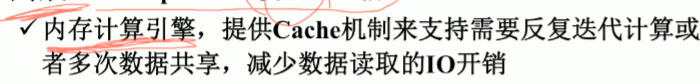 ✓内存计算引擎，提供Cache机制来支持需要反复迭代计算或
者多次数据共享，减少数据读取的IO开销